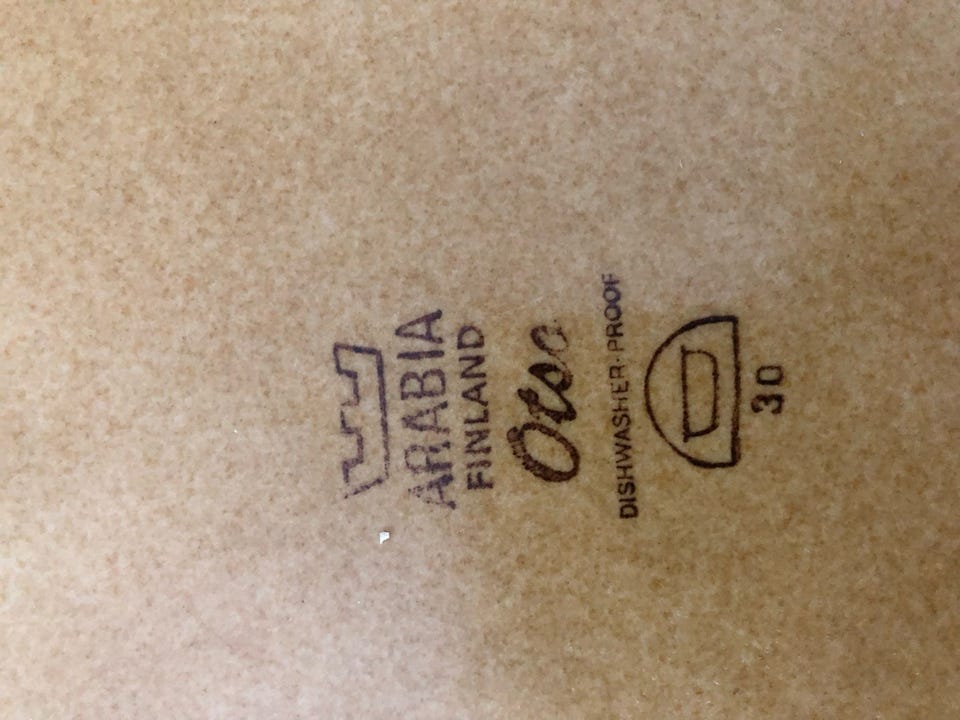 ARABIA
FINLAND
Otso
DISHWASHER-PROOF
30